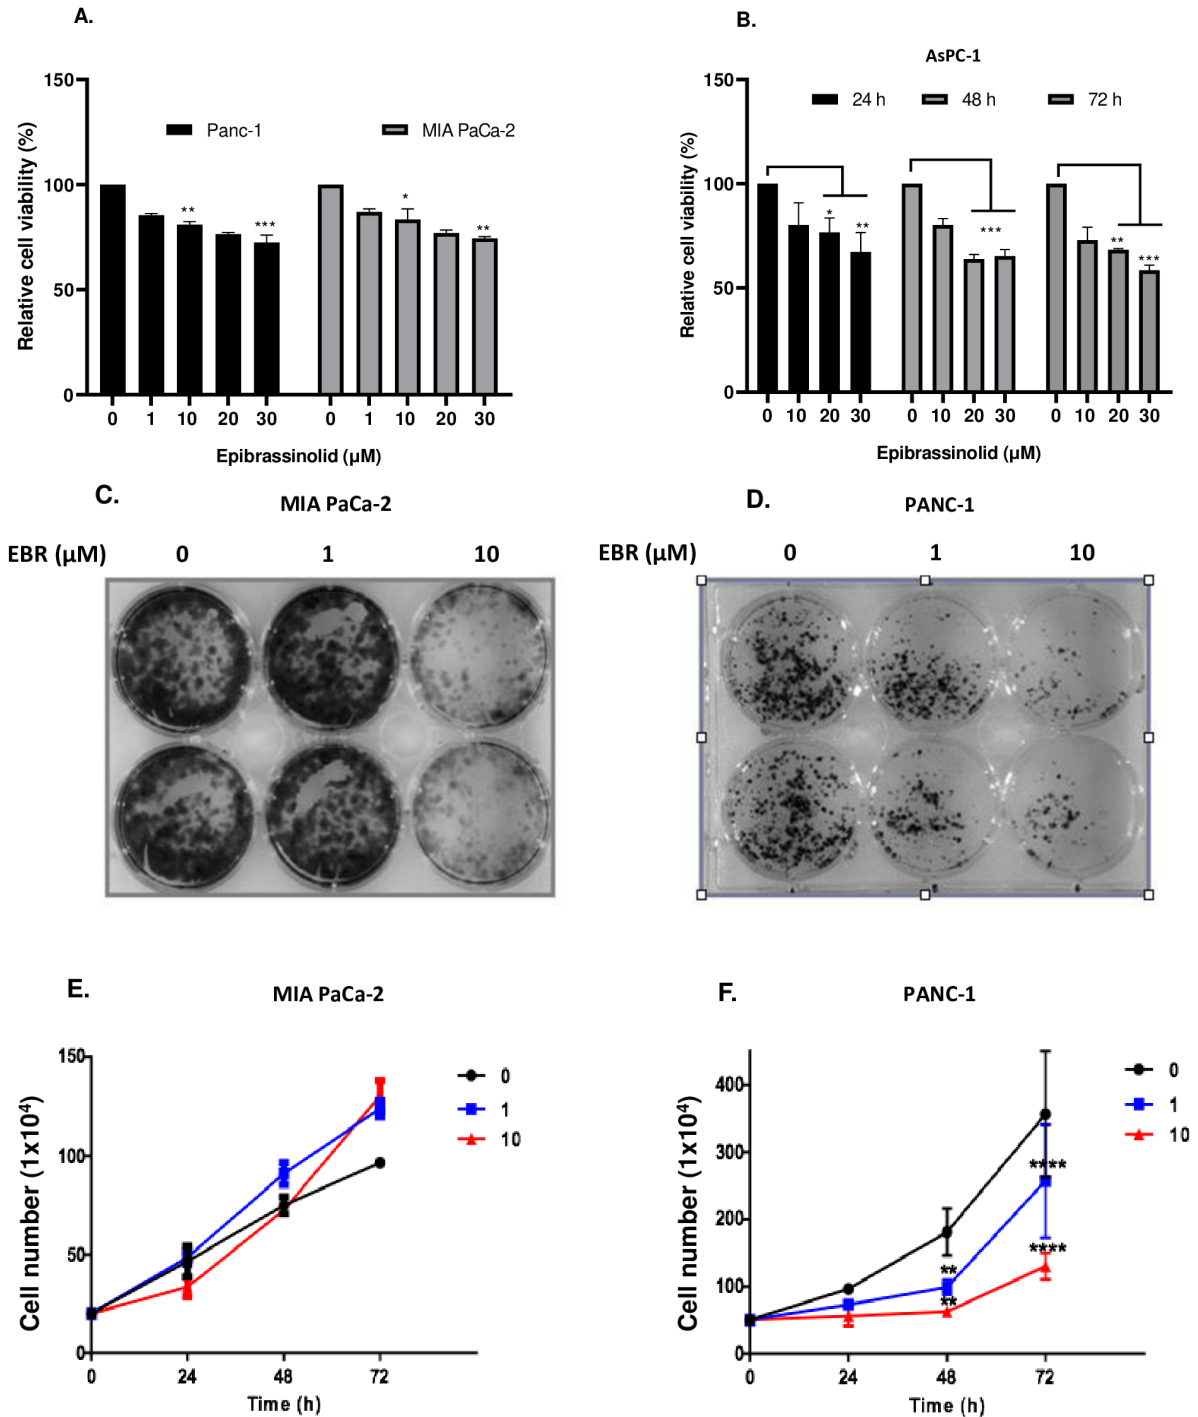 A.
150
100
50
0
Relative cell viability (%)
Panc-1
MIA PaCa-2
**
***
*
**
0 1 10 20 30 0 1 10 20 30
Epibrassinolid (µM)
B.
AsPC-1
24 h 48 h 72 h
150
100
50
0
Relative cell viability (%)
*
**
***
**
***
0 10 20 30 0 10 20 30 0 10 20 30
Epibrassinolid (µM)
C.
MIA PaCa-2
EBR (µM) 0 1 10
D.
PANC-1
EBR (µM) 0 1 10
E.
MIA PaCa-2
150
100
50
0
Cell number (1x10⁴)
0
1
10
0 24 48 72
Time (h)
F.
PANC-1
400
300
200
100
0
Cell number (1x10⁴)
0
1
10
****
****
**
**
0 24 48 72
Time (h)